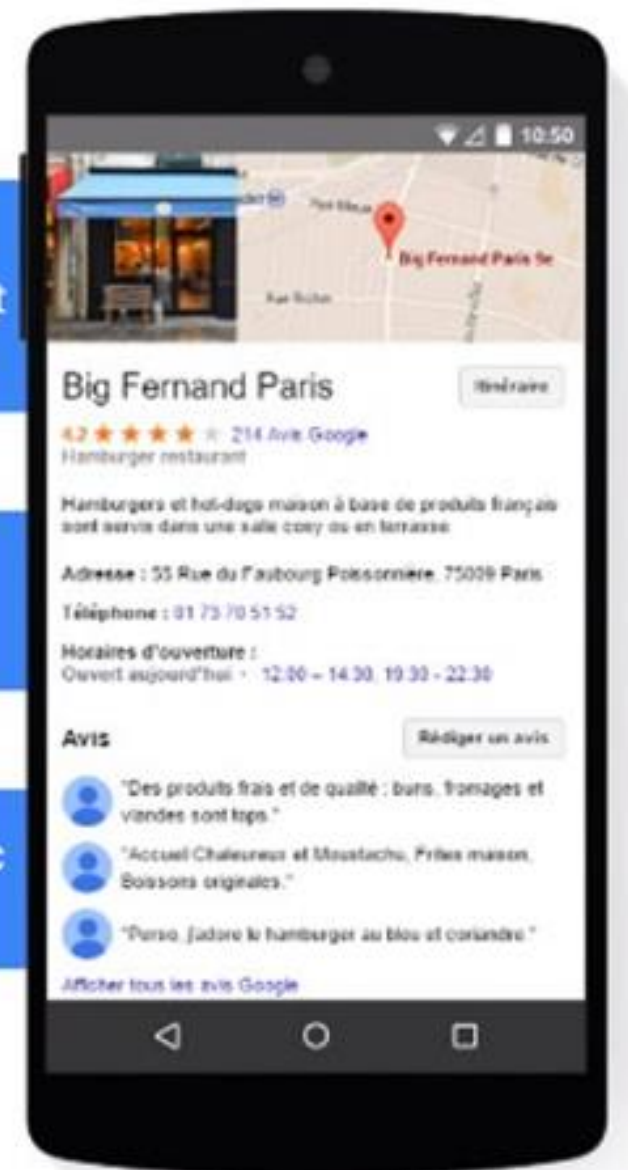 10:50
Big Fernand Paris 9e
Big Fernand Paris
Itinéraire
4.2 214 Avis Google
Hamburger restaurant
Hamburgers et hot-dogs maison à base de produits français
sont servis dans une salle cosy ou en terrasse
Adresse : 55 Rue du Faubourg Poissonnière, 75009 Paris
Téléphone : 01 73 70 51 52
Horaires d'ouverture :
Ouvert aujourd'hui · 12:00 – 14:30, 19:30 - 22:30
Avis
Rédiger un avis
"Des produits frais et de qualité : buns, fromages et
viandes sont tops."
"Accueil Chaleureux et Moustachu, Frites maison,
Boissons originales."
"Perso, j'adore le hamburger au bleu et coriandre."
Afficher tous les avis Google